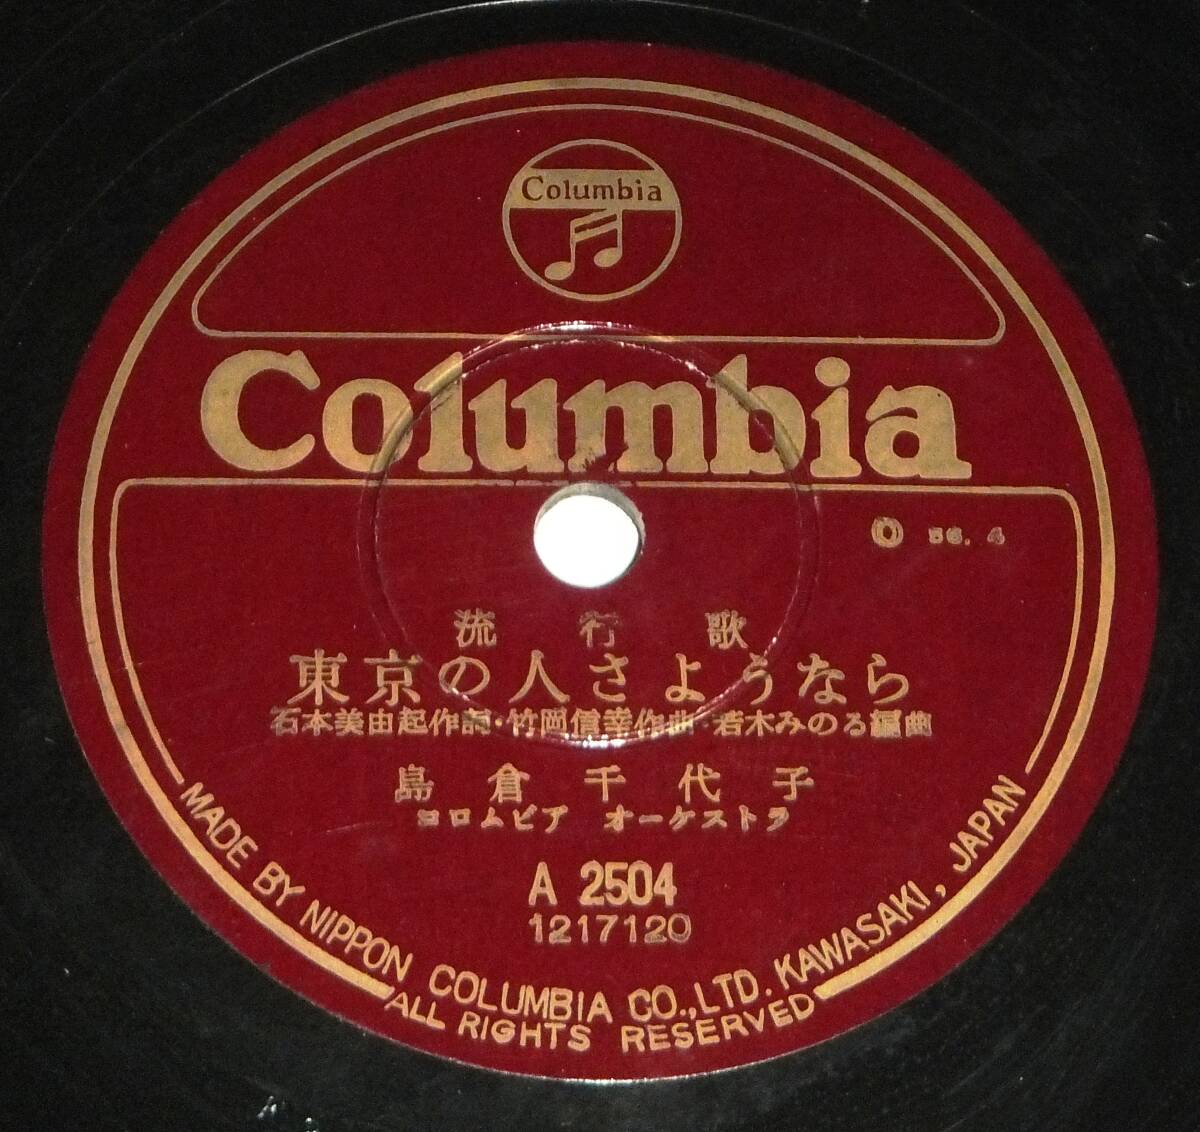 Columbia
Columbia
Ⓞ 56. 4
流行歌
東京の人さようなら
石本美由起作詞・竹岡信幸作曲・若木みのる編曲
島倉千代子
コロムビア オーケストラ
A 2504
1217120
MADE BY NIPPON COLUMBIA CO.,LTD. KAWASAKI, JAPAN
ALL RIGHTS RESERVED